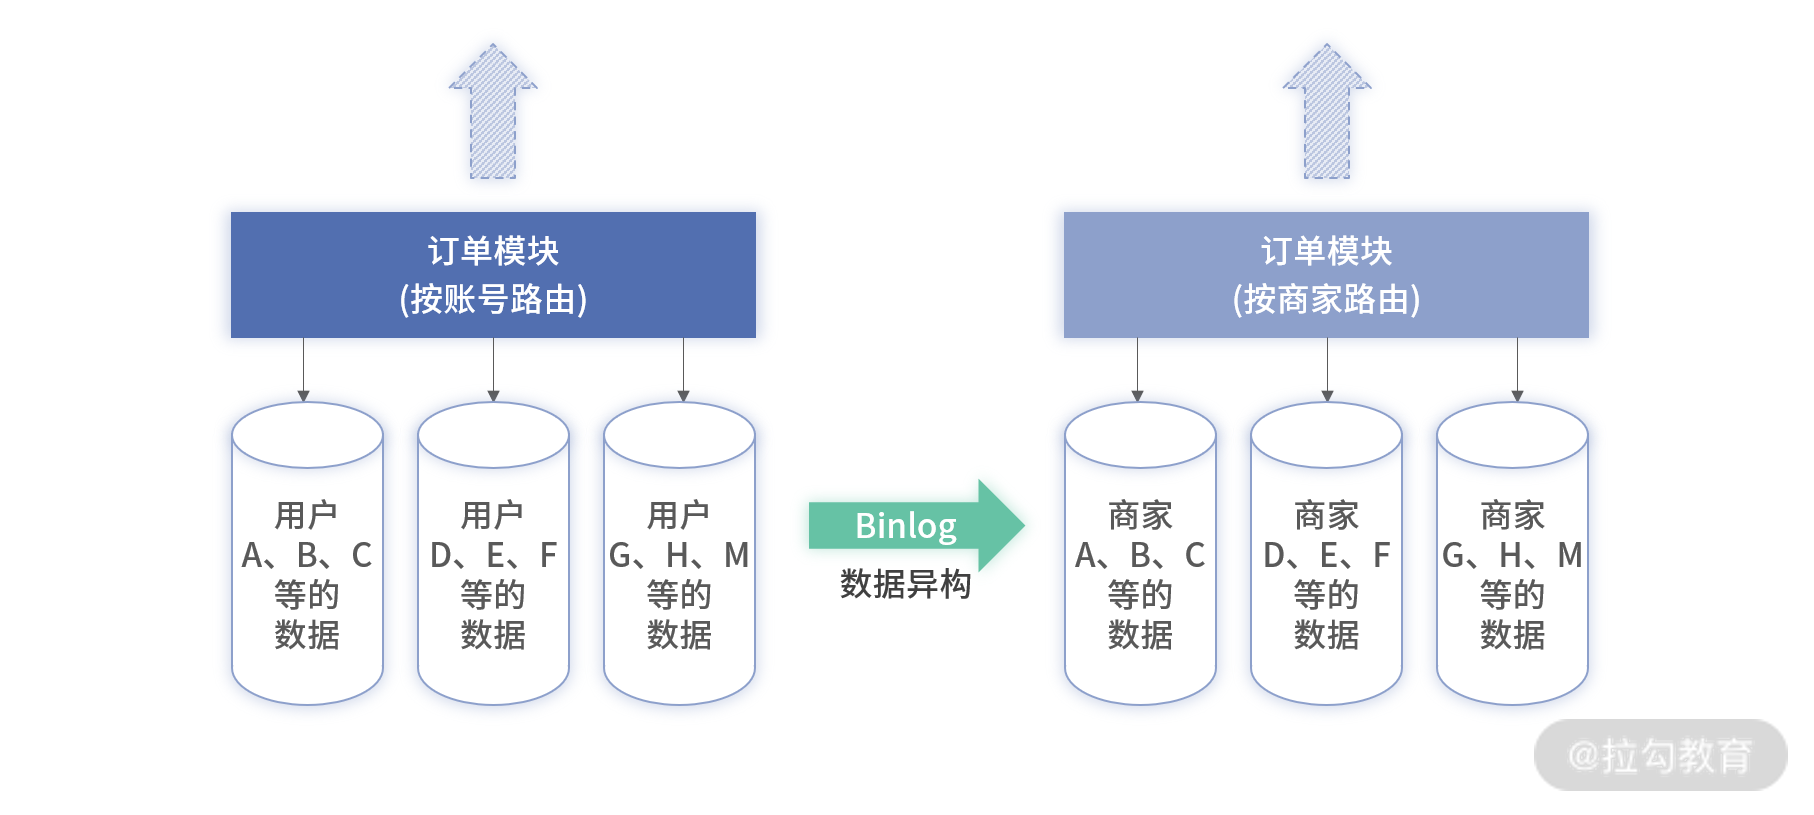 订单模块
(按账号路由)
用户
A、B、C
等的
数据
用户
D、E、F
等的
数据
用户
G、H、M
等的
数据
Binlog
数据异构
订单模块
(按商家路由)
商家
A、B、C
等的
数据
商家
D、E、F
等的
数据
商家
G、H、M
等的
数据
@拉勾教育